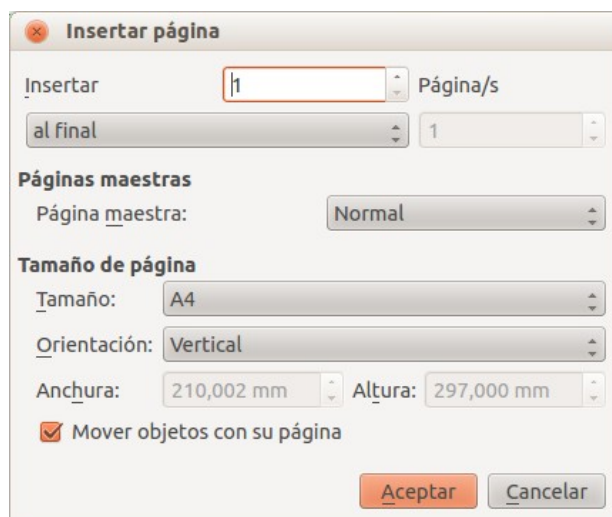 Insertar página
Insertar 1 Página/s
al final 1
Páginas maestras
Página maestra: Normal
Tamaño de página
Tamaño: A4
Orientación: Vertical
Anchura: 210,002 mm Altura: 297,000 mm
Mover objetos con su página
Aceptar Cancelar